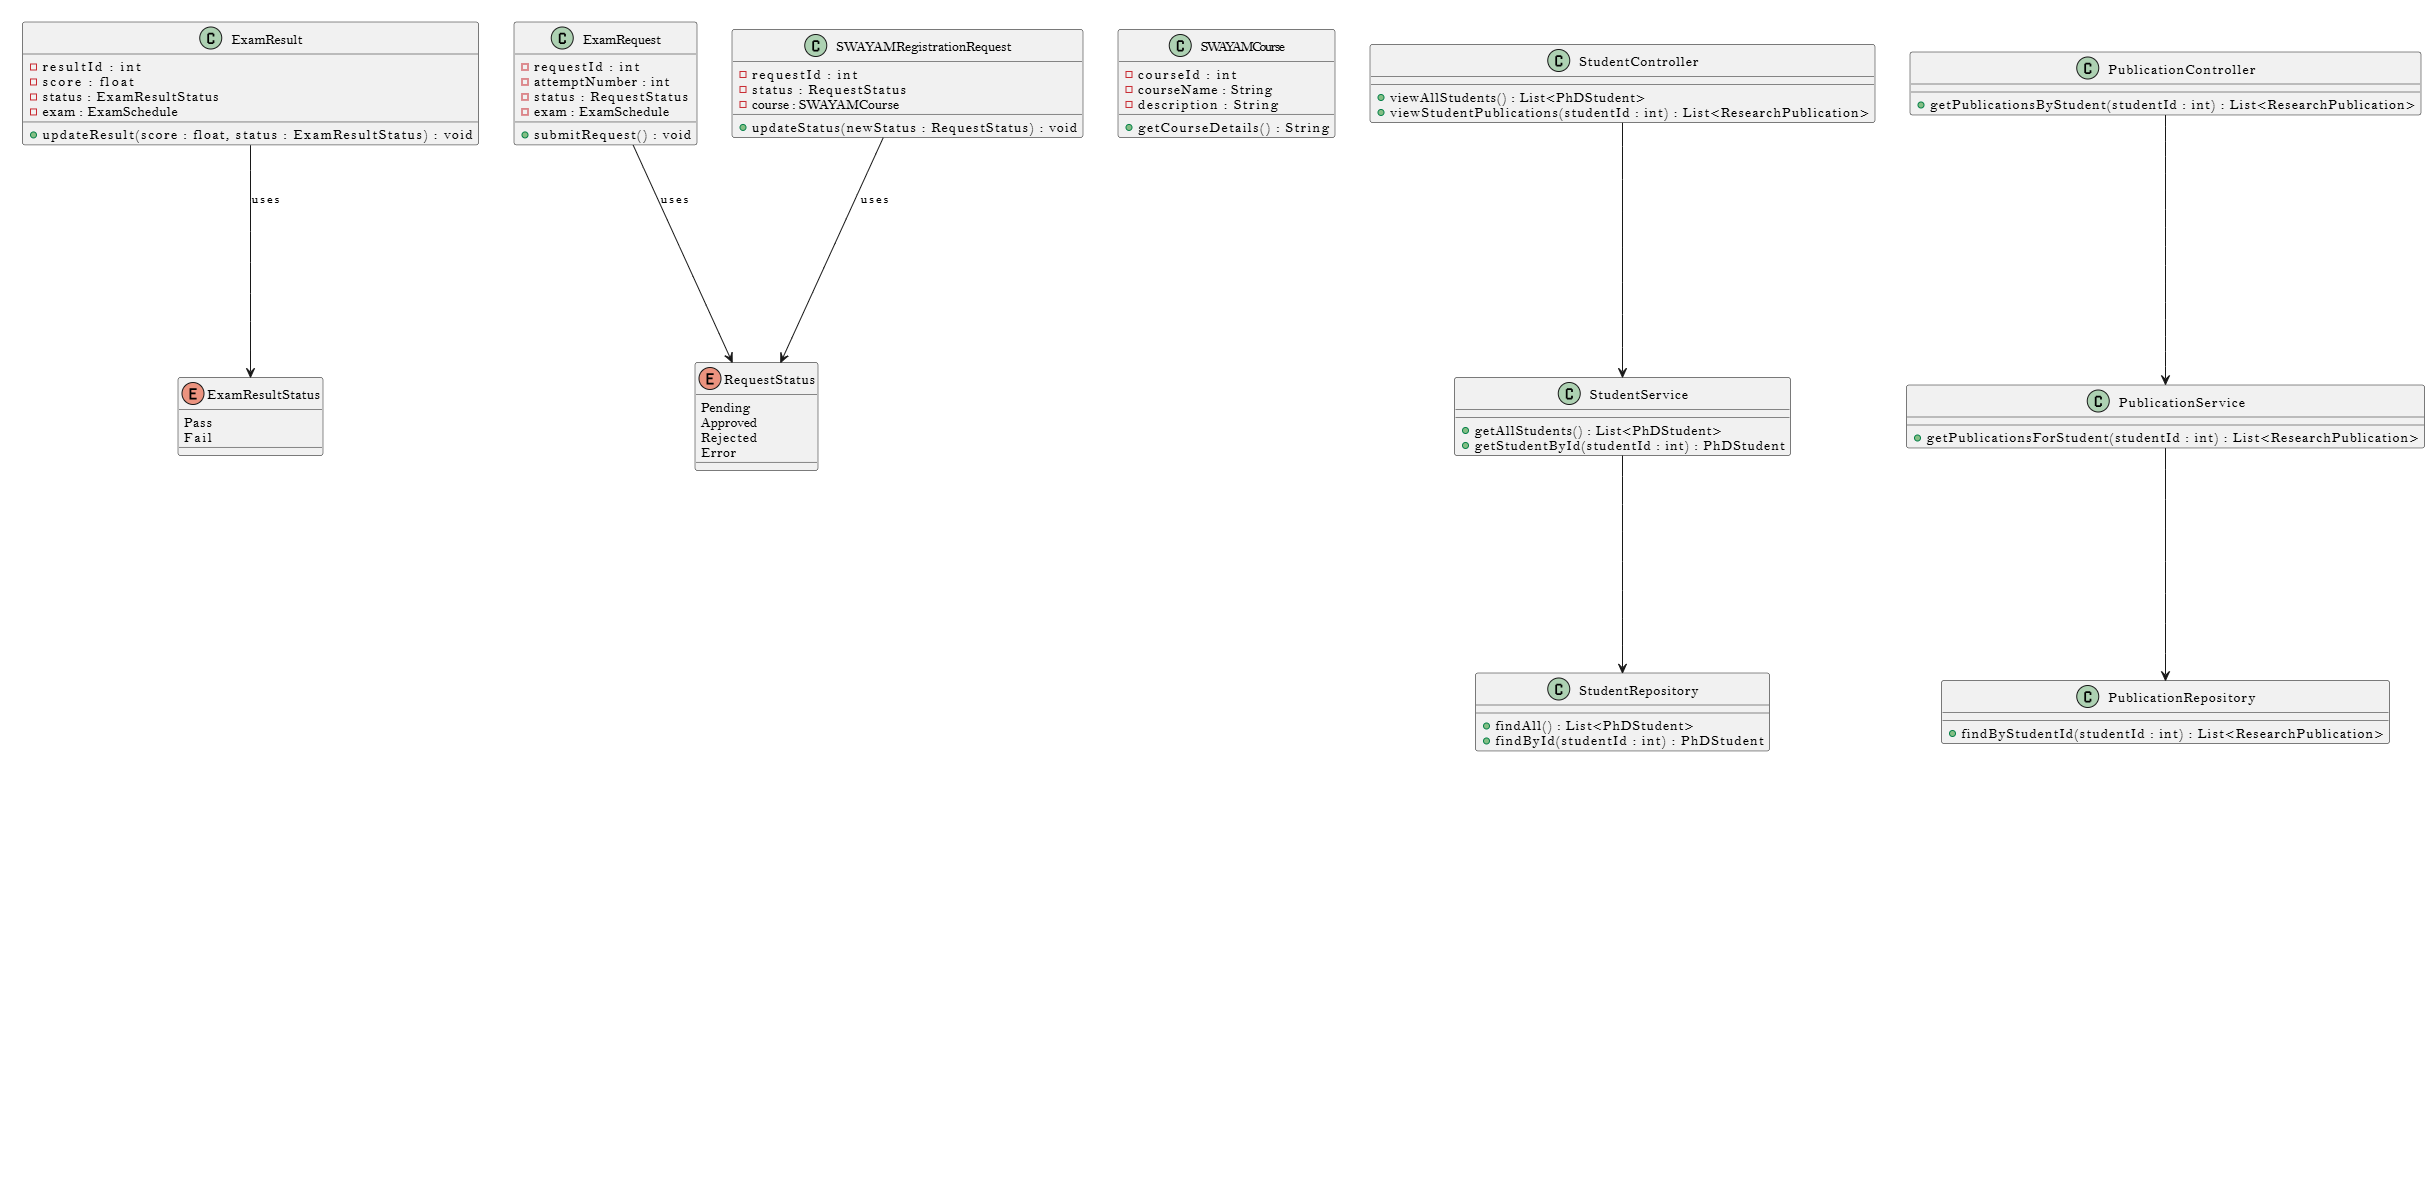 C ExamResult
resultId : int
score : float
status : ExamResultStatus
exam : ExamSchedule
updateResult(score : float, status : ExamResultStatus) : void
C ExamRequest
requestId : int
attemptNumber : int
status : RequestStatus
exam : ExamSchedule
submitRequest() : void
C SWAYAMRegistrationRequest
requestId : int
status : RequestStatus
course : SWAYAMCourse
updateStatus(newStatus : RequestStatus) : void
C SWAYAMCourse
courseId : int
courseName : String
description : String
getCourseDetails() : String
C StudentController
viewAllStudents() : List<PhDStudent>
viewStudentPublications(studentId : int) : List<ResearchPublication>
C PublicationController
getPublicationsByStudent(studentId : int) : List<ResearchPublication>
uses
uses
uses
E ExamResultStatus
Pass
Fail
E RequestStatus
Pending
Approved
Rejected
Error
C StudentService
getAllStudents() : List<PhDStudent>
getStudentById(studentId : int) : PhDStudent
C PublicationService
getPublicationsForStudent(studentId : int) : List<ResearchPublication>
C StudentRepository
findAll() : List<PhDStudent>
findById(studentId : int) : PhDStudent
C PublicationRepository
findByStudentId(studentId : int) : List<ResearchPublication>